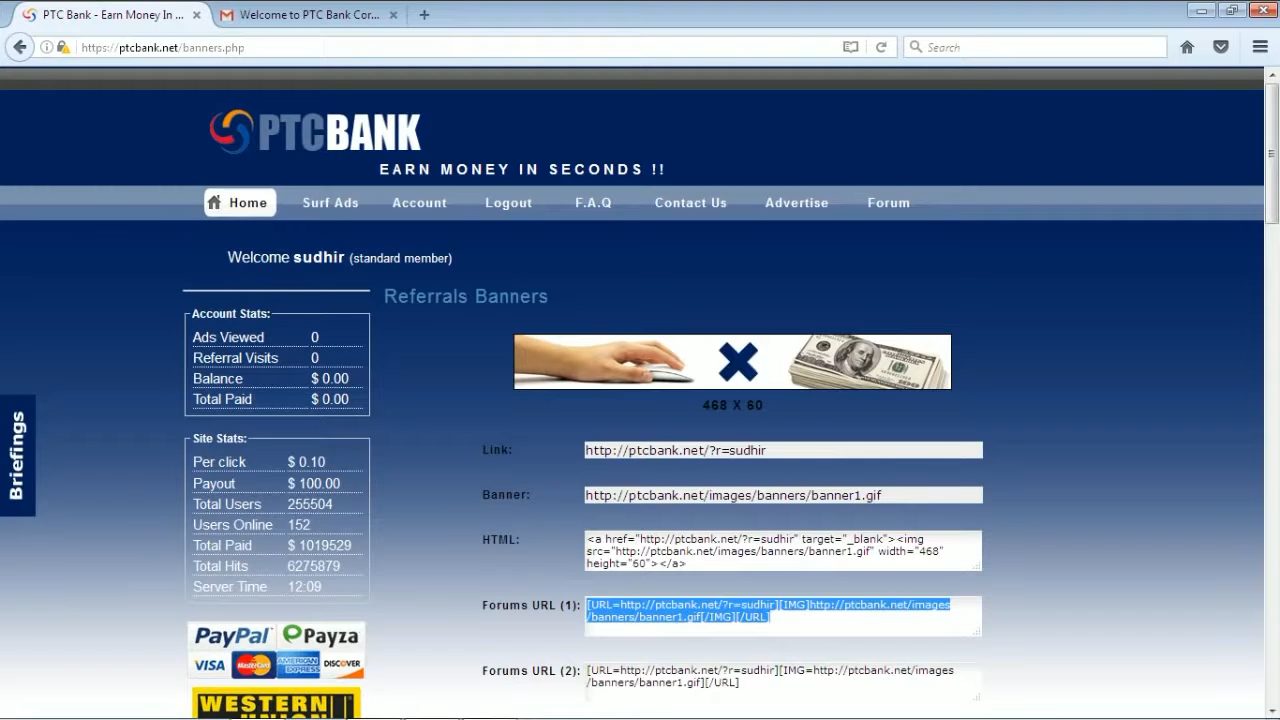 PTC Bank - Earn Money In ...
Welcome to PTC Bank Cor...
https://ptcbank.net/banners.php
Search
PTCBANK
EARN MONEY IN SECONDS !!
Home
Surf Ads
Account
Logout
F.A.Q
Contact Us
Advertise
Forum
Welcome sudhir (standard member)
Referrals Banners
Account Stats:
Ads Viewed 0
Referral Visits 0
Balance $ 0.00
Total Paid $ 0.00
468 X 60
Briefings
Site Stats:
Per click $ 0.10
Payout $ 100.00
Total Users 255504
Users Online 152
Total Paid $ 1019529
Total Hits 6275879
Server Time 12:09
Link: http://ptcbank.net/?r=sudhir
Banner: http://ptcbank.net/images/banners/banner1.gif
HTML: <a href="http://ptcbank.net/?r=sudhir" target="_blank"><img
src="http://ptcbank.net/images/banners/banner1.gif" width="468"
height="60"></a>
Forums URL (1): [URL=http://ptcbank.net/?r=sudhir][IMG]http://ptcbank.net/images
/banners/banner1.gif[/IMG][/URL]
Forums URL (2): [URL=http://ptcbank.net/?r=sudhir][IMG=http://ptcbank.net/images
/banners/banner1.gif][/URL]
PayPal Payza
VISA MasterCard AMERICAN EXPRESS DISCOVER
WESTERN
UNION